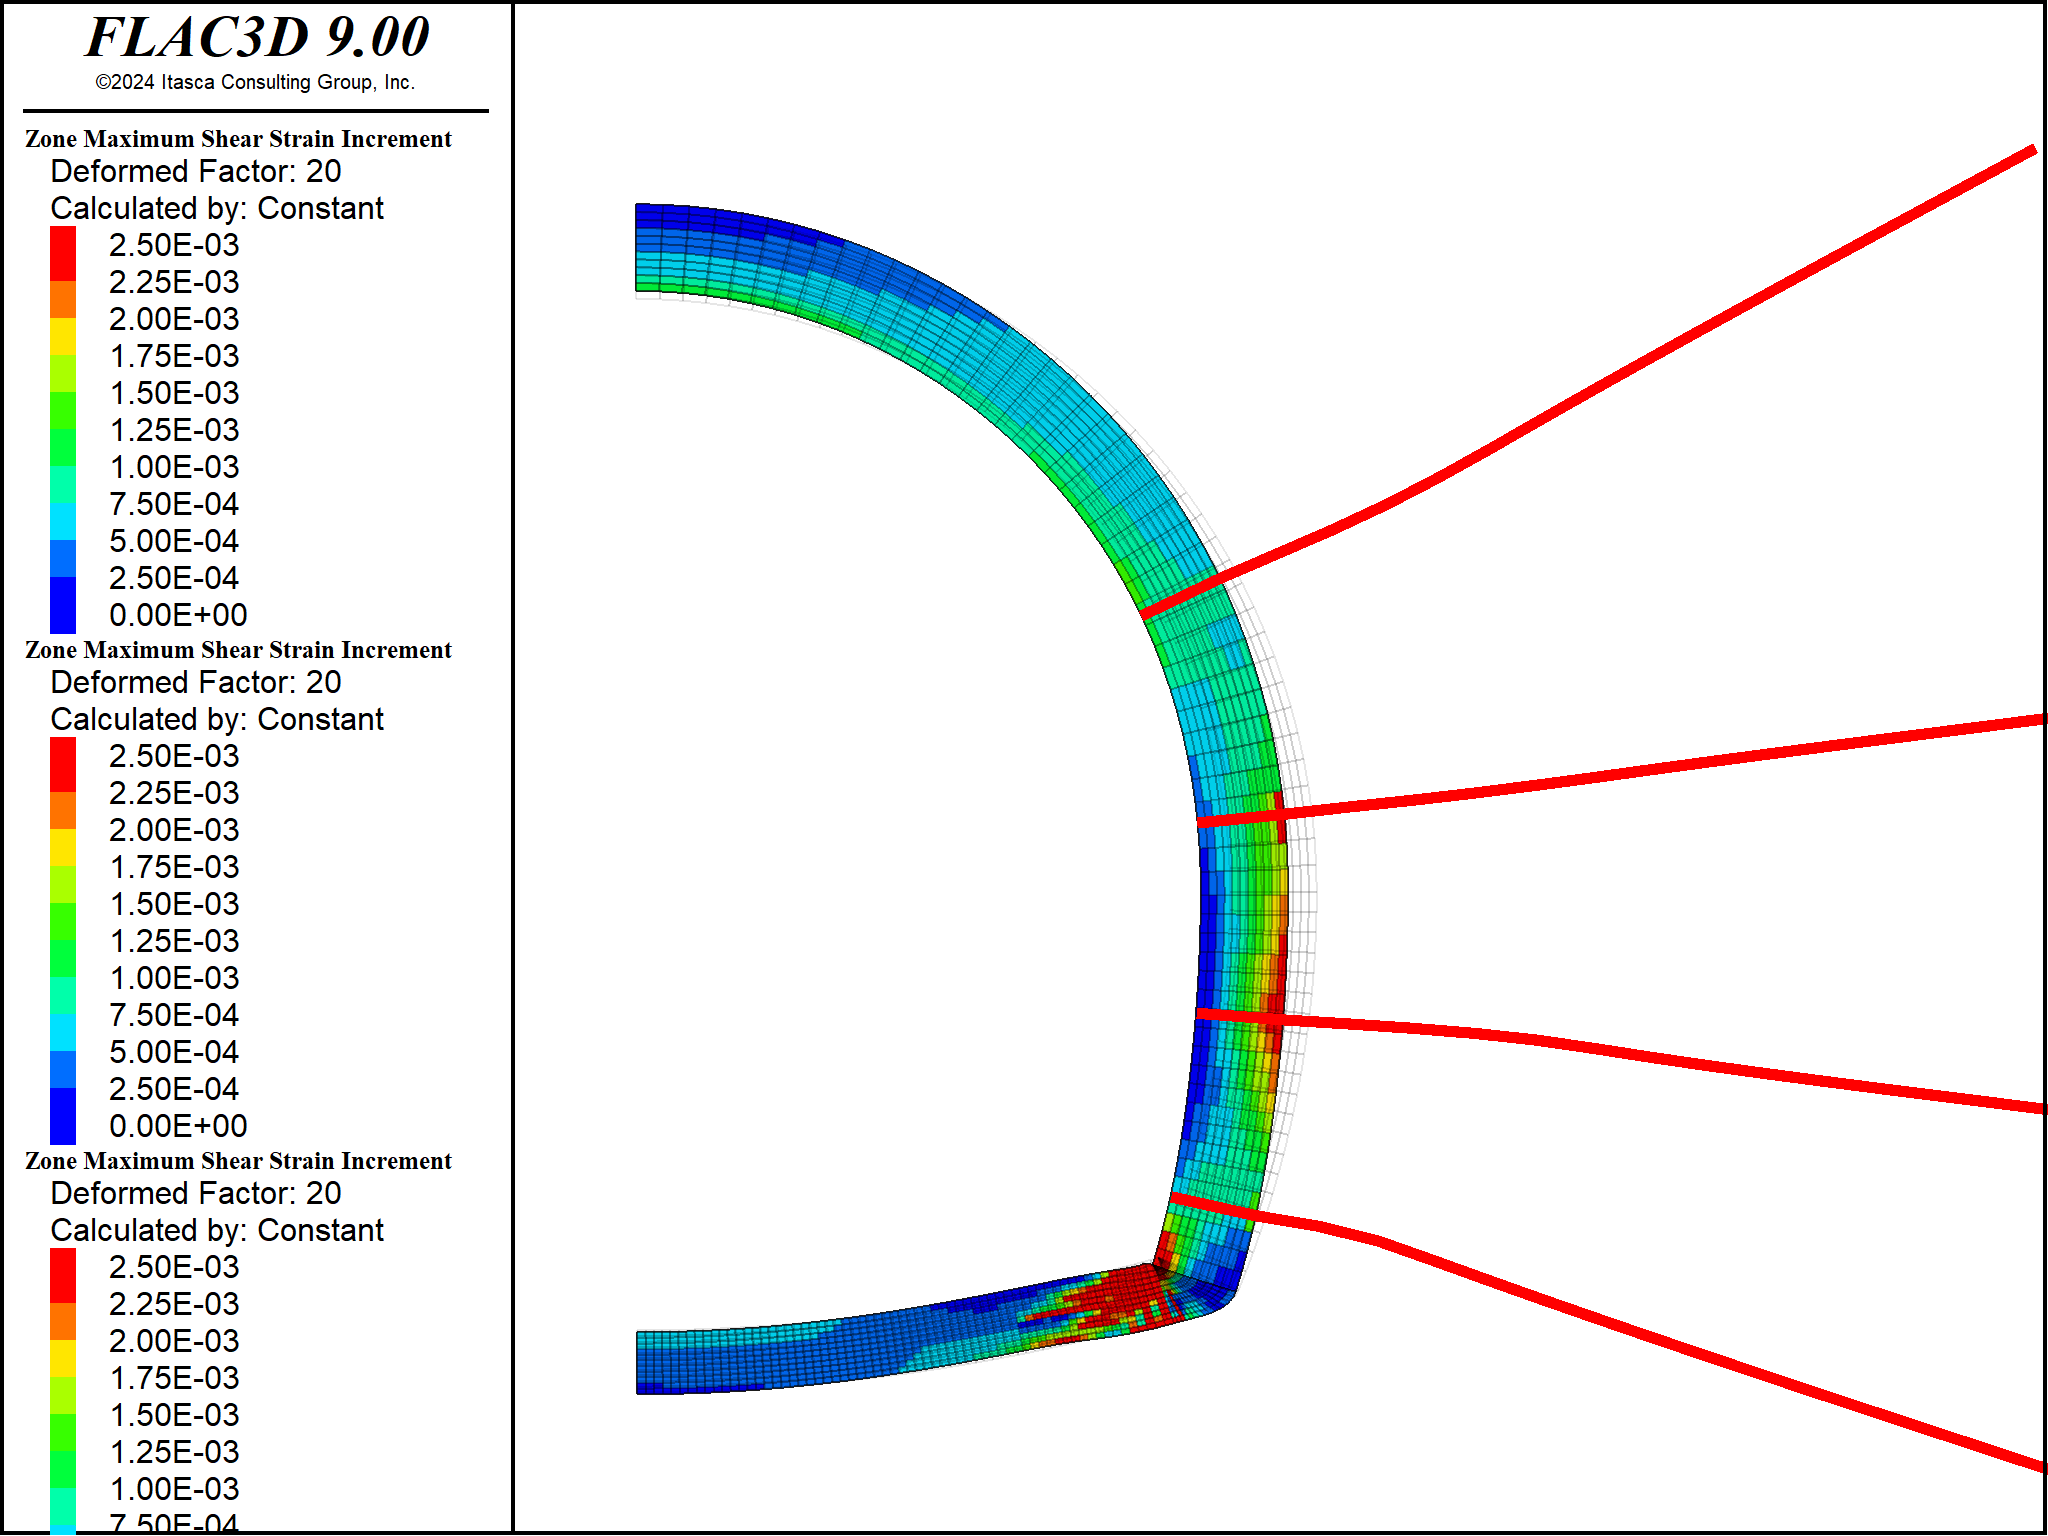 FLAC3D 9.00
©2024 Itasca Consulting Group, Inc.
Zone Maximum Shear Strain Increment
Deformed Factor: 20
Calculated by: Constant
2.50E-03
2.25E-03
2.00E-03
1.75E-03
1.50E-03
1.25E-03
1.00E-03
7.50E-04
5.00E-04
2.50E-04
0.00E+00
Zone Maximum Shear Strain Increment
Deformed Factor: 20
Calculated by: Constant
2.50E-03
2.25E-03
2.00E-03
1.75E-03
1.50E-03
1.25E-03
1.00E-03
7.50E-04
5.00E-04
2.50E-04
0.00E+00
Zone Maximum Shear Strain Increment
Deformed Factor: 20
Calculated by: Constant
2.50E-03
2.25E-03
2.00E-03
1.75E-03
1.50E-03
1.25E-03
1.00E-03
7.50E-04